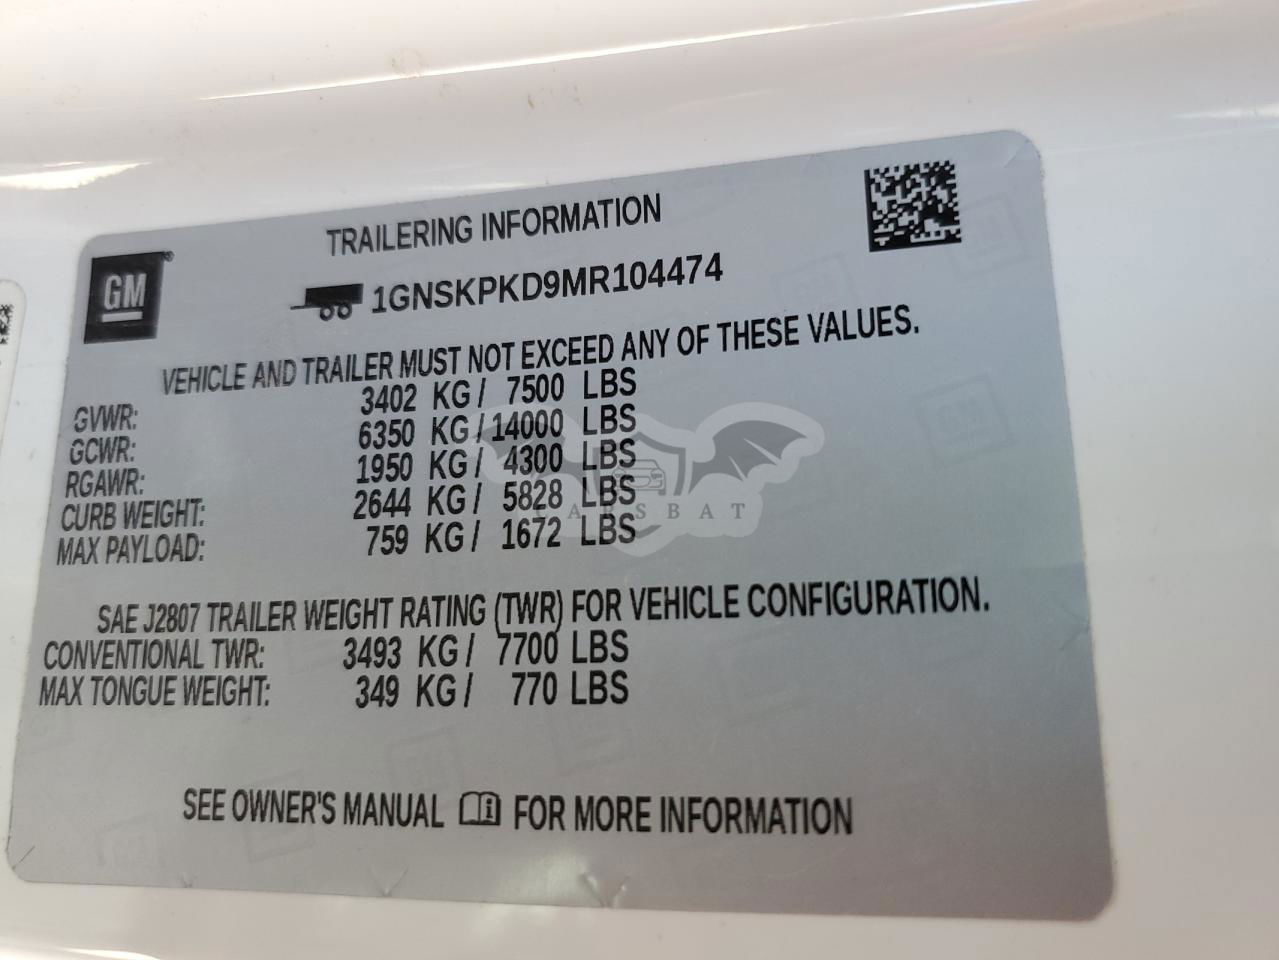 GM
TRAILERING INFORMATION
1GNSKPKD9MR104474
VEHICLE AND TRAILER MUST NOT EXCEED ANY OF THESE VALUES.
GVWR: 3402 KG / 7500 LBS
GCWR: 6350 KG / 14000 LBS
RGAWR: 1950 KG / 4300 LBS
CURB WEIGHT: 2644 KG / 5828 LBS
MAX PAYLOAD: 759 KG / 1672 LBS
CARSBAT
SAE J2807 TRAILER WEIGHT RATING (TWR) FOR VEHICLE CONFIGURATION.
CONVENTIONAL TWR: 3493 KG / 7700 LBS
MAX TONGUE WEIGHT: 349 KG / 770 LBS
SEE OWNER'S MANUAL FOR MORE INFORMATION